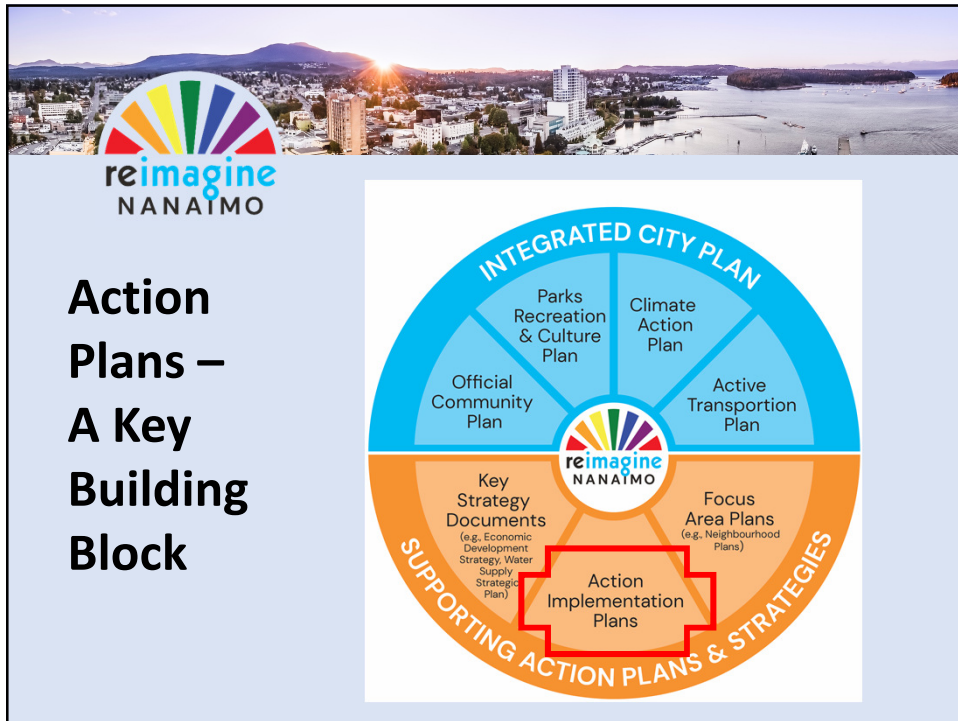 reimagine
NANAIMO
Action
Plans –
A Key
Building
Block
INTEGRATED CITY PLAN
Official
Community
Plan
Parks
Recreation
& Culture
Plan
Climate
Action
Plan
Active
Transportion
Plan
reimagine
NANAIMO
Key
Strategy
Documents
(e.g., Economic
Development
Strategy, Water
Supply
Strategic
Plan)
Action
Implementation
Plans
Focus
Area Plans
(e.g., Neighbourhood
Plans)
SUPPORTING ACTION PLANS & STRATEGIES